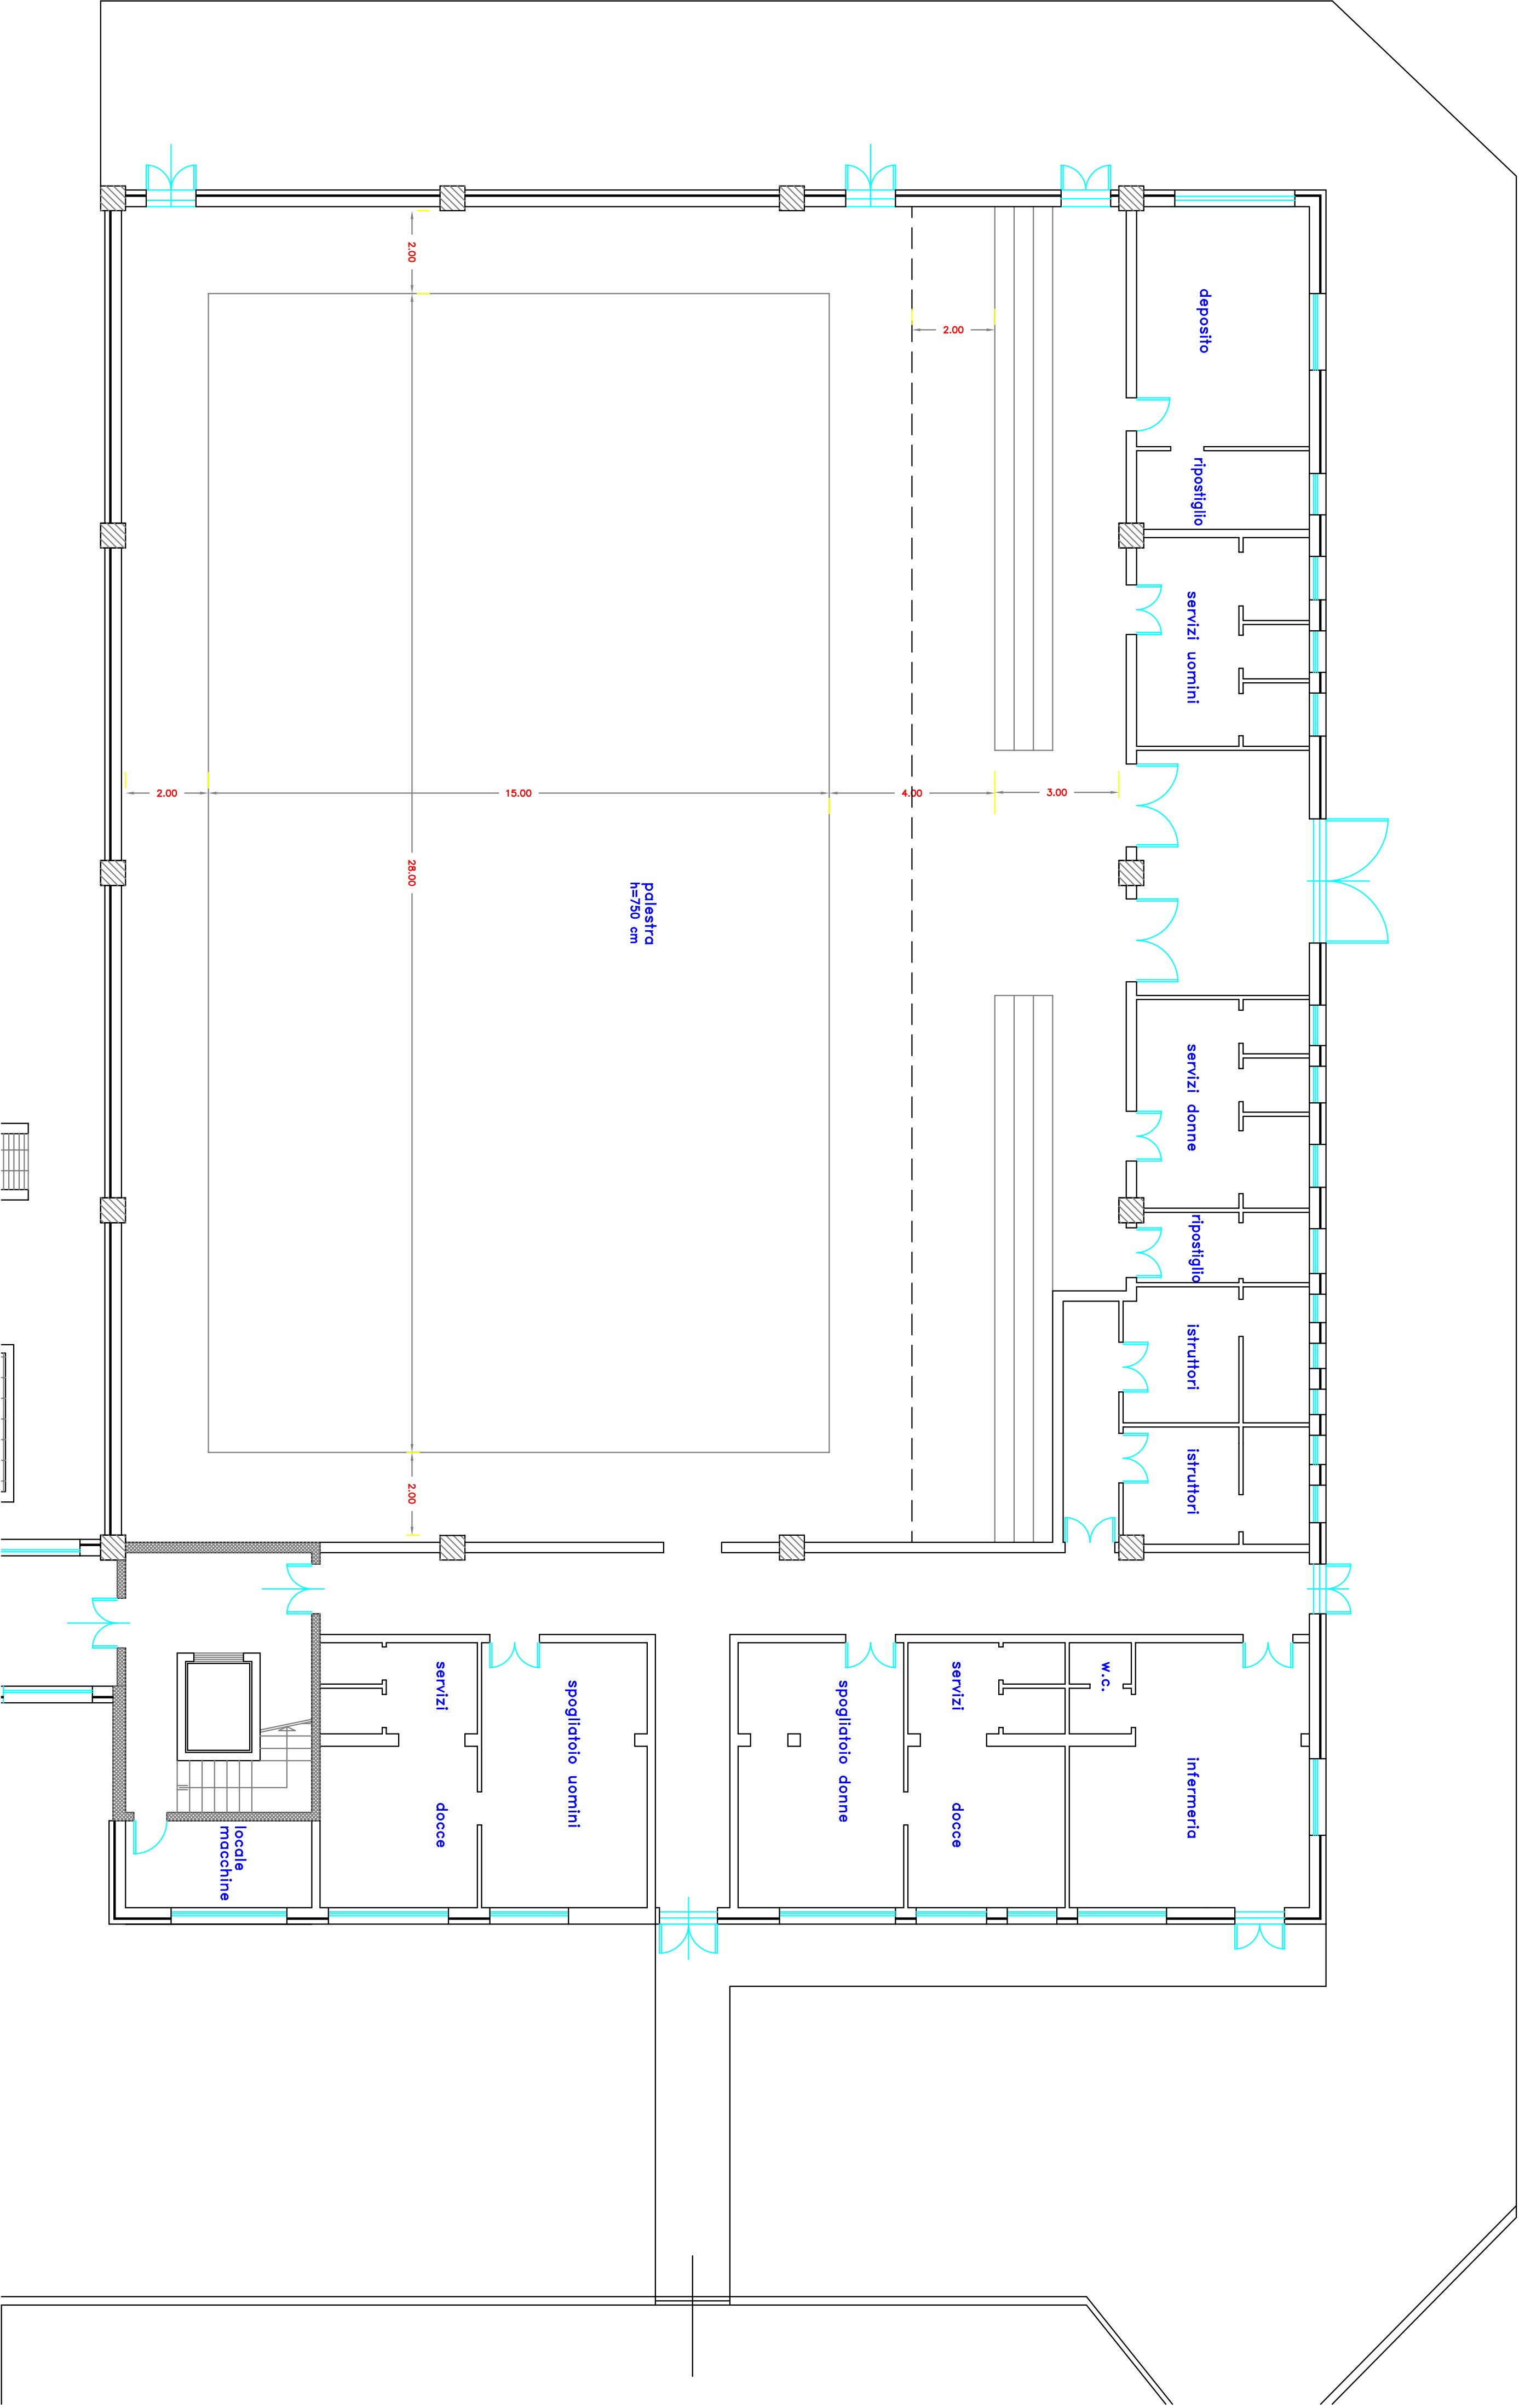 2.00
2.00
deposito
ripostiglio
servizi uomini
2.00
15.00
4.00
3.00
28.00
palestra
h=750 cm
servizi donne
ripostiglio
istruttori
istruttori
2.00
servizi
spogliatoio uomini
spogliatoio donne
servizi
w.c.
infermeria
docce
docce
locale
macchine